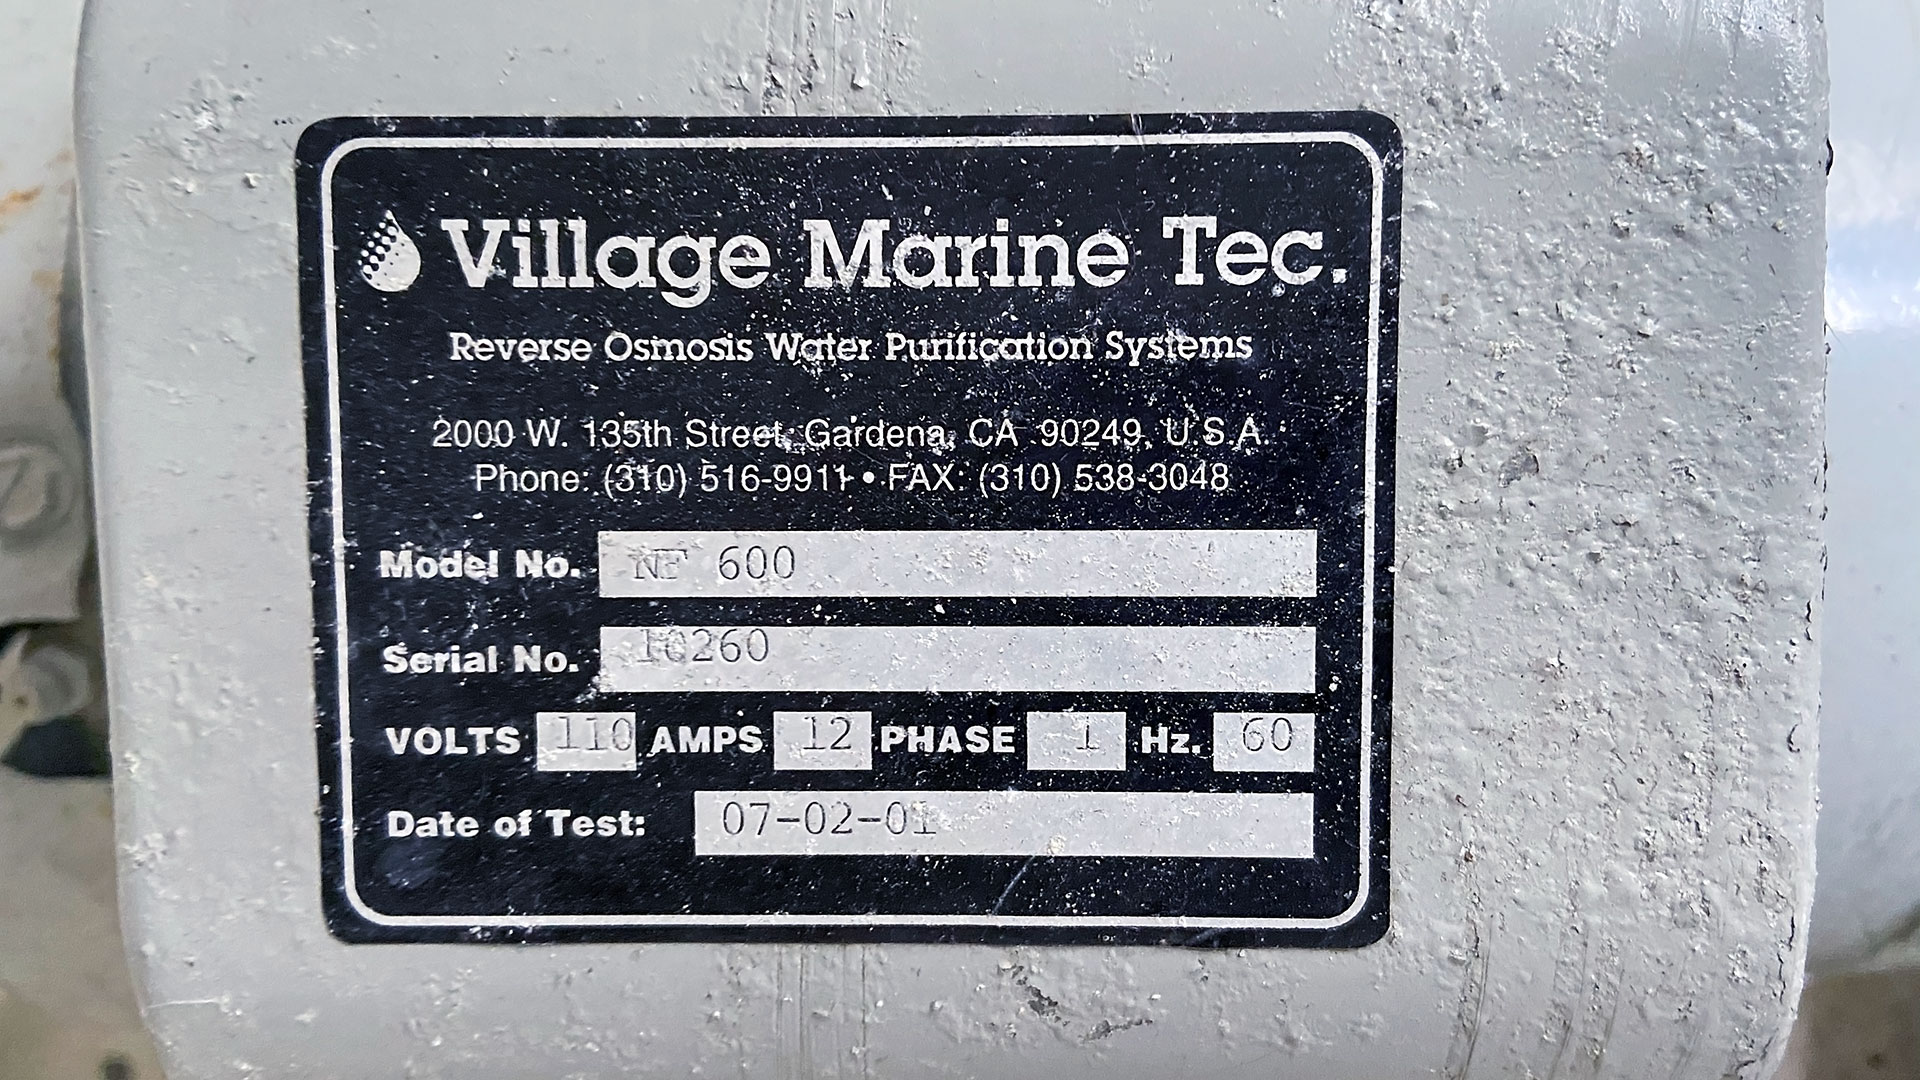 Village Marine Tec.
Reverse Osmosis Water Purification Systems
2000 W. 135th Street, Gardena, CA 90249, U.S.A.
Phone: (310) 516-9911 • FAX: (310) 538-3048
Model No. NF 600
Serial No. 10260
VOLTS 110 AMPS 12 PHASE 1 Hz. 60
Date of Test: 07-02-01